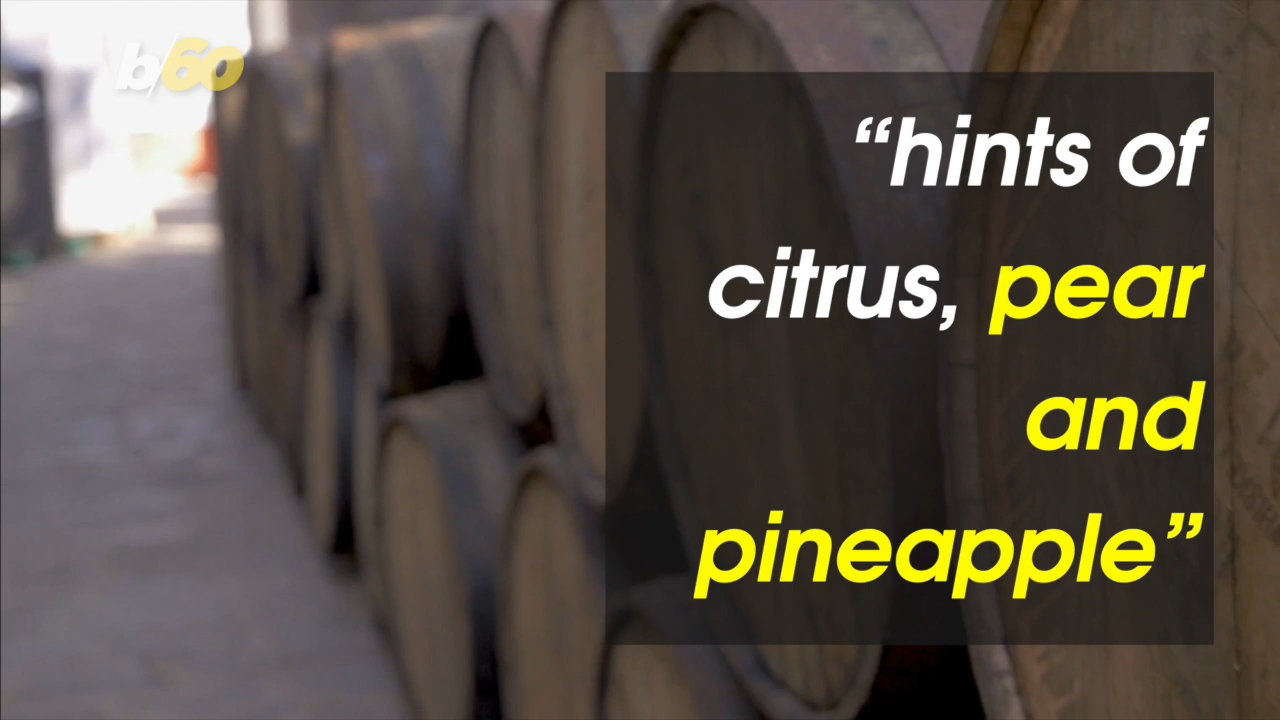 b/60
“hints of
citrus, pear
and
pineapple”